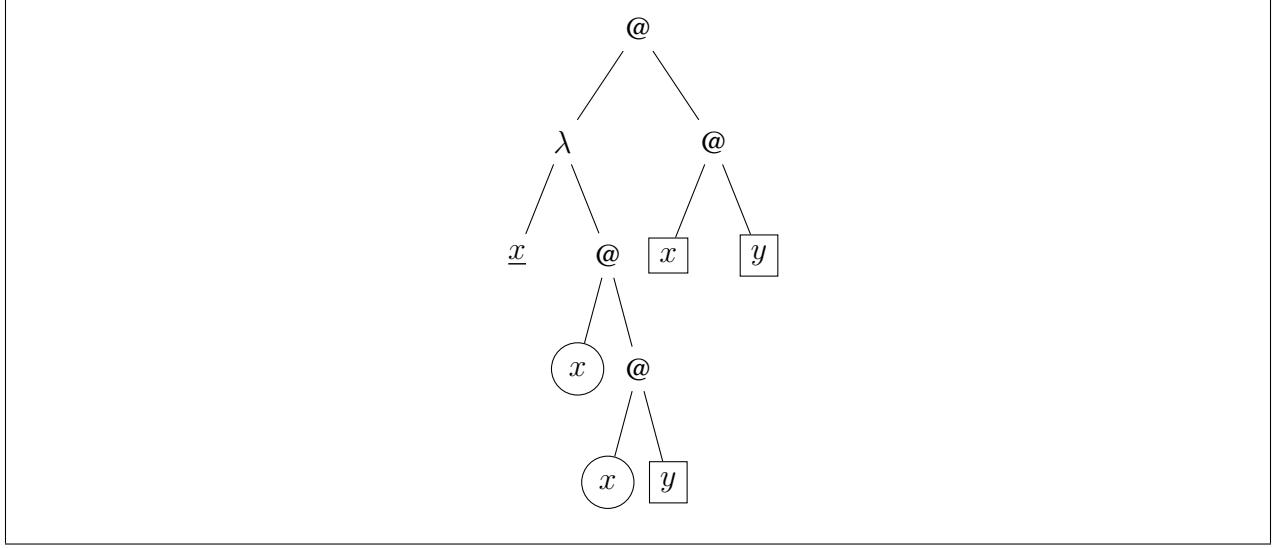 @
λ @
x @ x y
x @
x y